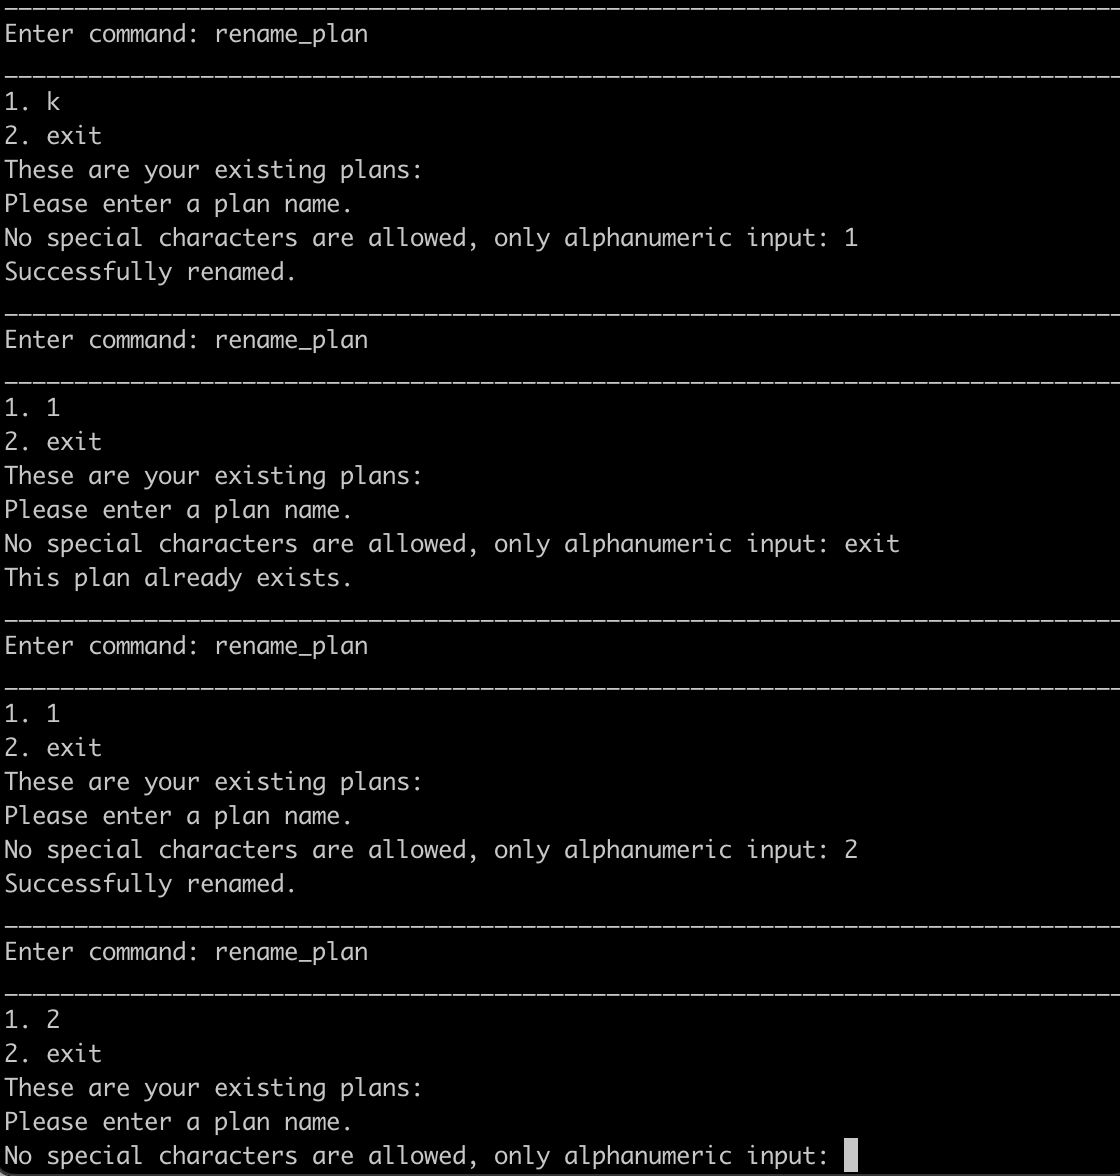 Enter command: rename_plan
1. k
2. exit
These are your existing plans:
Please enter a plan name.
No special characters are allowed, only alphanumeric input: 1
Successfully renamed.
Enter command: rename_plan
1. 1
2. exit
These are your existing plans:
Please enter a plan name.
No special characters are allowed, only alphanumeric input: exit
This plan already exists.
Enter command: rename_plan
1. 1
2. exit
These are your existing plans:
Please enter a plan name.
No special characters are allowed, only alphanumeric input: 2
Successfully renamed.
Enter command: rename_plan
1. 2
2. exit
These are your existing plans:
Please enter a plan name.
No special characters are allowed, only alphanumeric input: